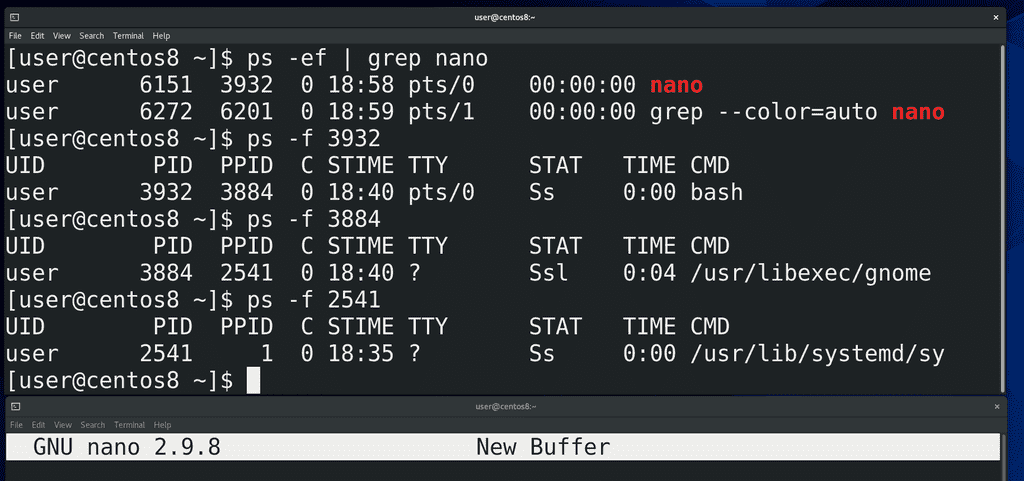 user@centos8:~
File Edit View Search Terminal Help
[user@centos8 ~]$ ps -ef | grep nano
user      6151  3932  0 18:58 pts/0    00:00:00 nano
user      6272  6201  0 18:59 pts/1    00:00:00 grep --color=auto nano
[user@centos8 ~]$ ps -f 3932
UID        PID  PPID  C STIME TTY      STAT   TIME CMD
user      3932  3884  0 18:40 pts/0    Ss     0:00 bash
[user@centos8 ~]$ ps -f 3884
UID        PID  PPID  C STIME TTY      STAT   TIME CMD
user      3884  2541  0 18:40 ?        Ssl    0:04 /usr/libexec/gnome
[user@centos8 ~]$ ps -f 2541
UID        PID  PPID  C STIME TTY      STAT   TIME CMD
user      2541     1  0 18:35 ?        Ss     0:00 /usr/lib/systemd/sy
[user@centos8 ~]$
user@centos8:~
File Edit View Search Terminal Help
GNU nano 2.9.8                   New Buffer